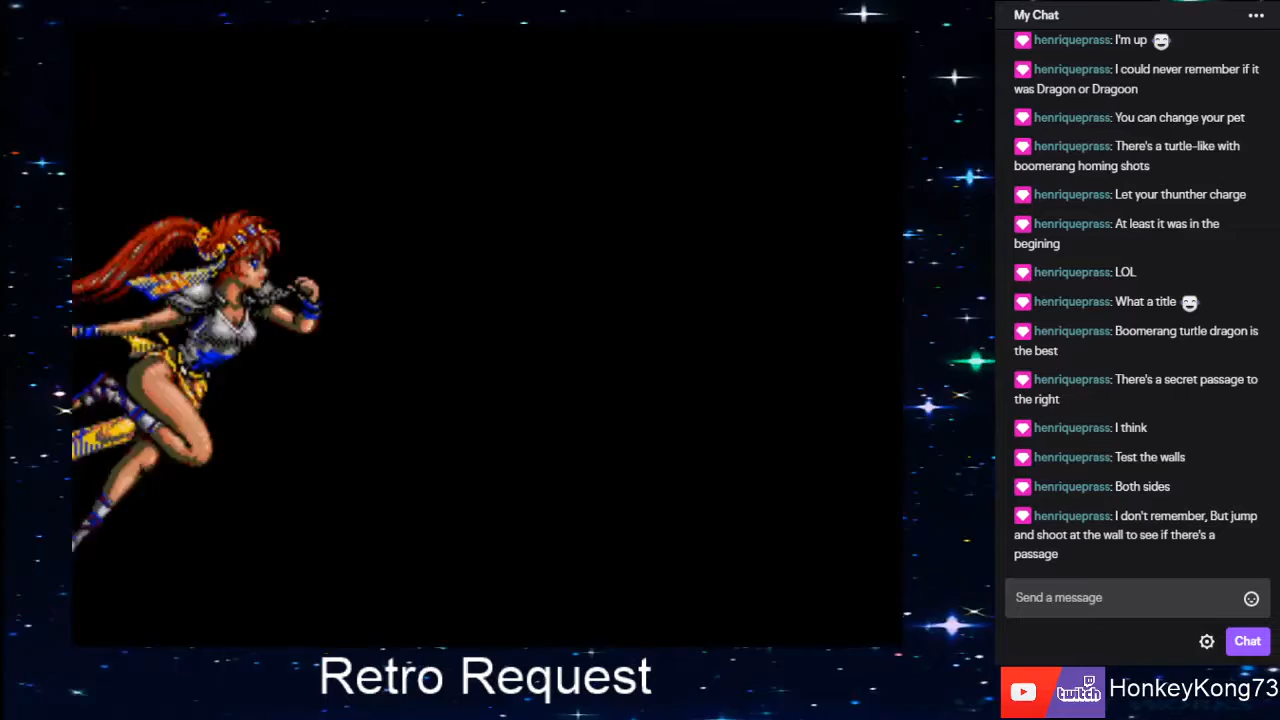 My Chat
henriqueprass: I'm up
henriqueprass: I could never remember if it
was Dragon or Dragoon
henriqueprass: You can change your pet
henriqueprass: There's a turtle-like with
boomerang homing shots
henriqueprass: Let your thunther charge
henriqueprass: At least it was in the
begining
henriqueprass: LOL
henriqueprass: What a title
henriqueprass: Boomerang turtle dragon is
the best
henriqueprass: There's a secret passage to
the right
henriqueprass: I think
henriqueprass: Test the walls
henriqueprass: Both sides
henriqueprass: I don't remember, But jump
and shoot at the wall to see if there's a
passage
Send a message
Chat
Retro Request
twitch
HonkeyKong73